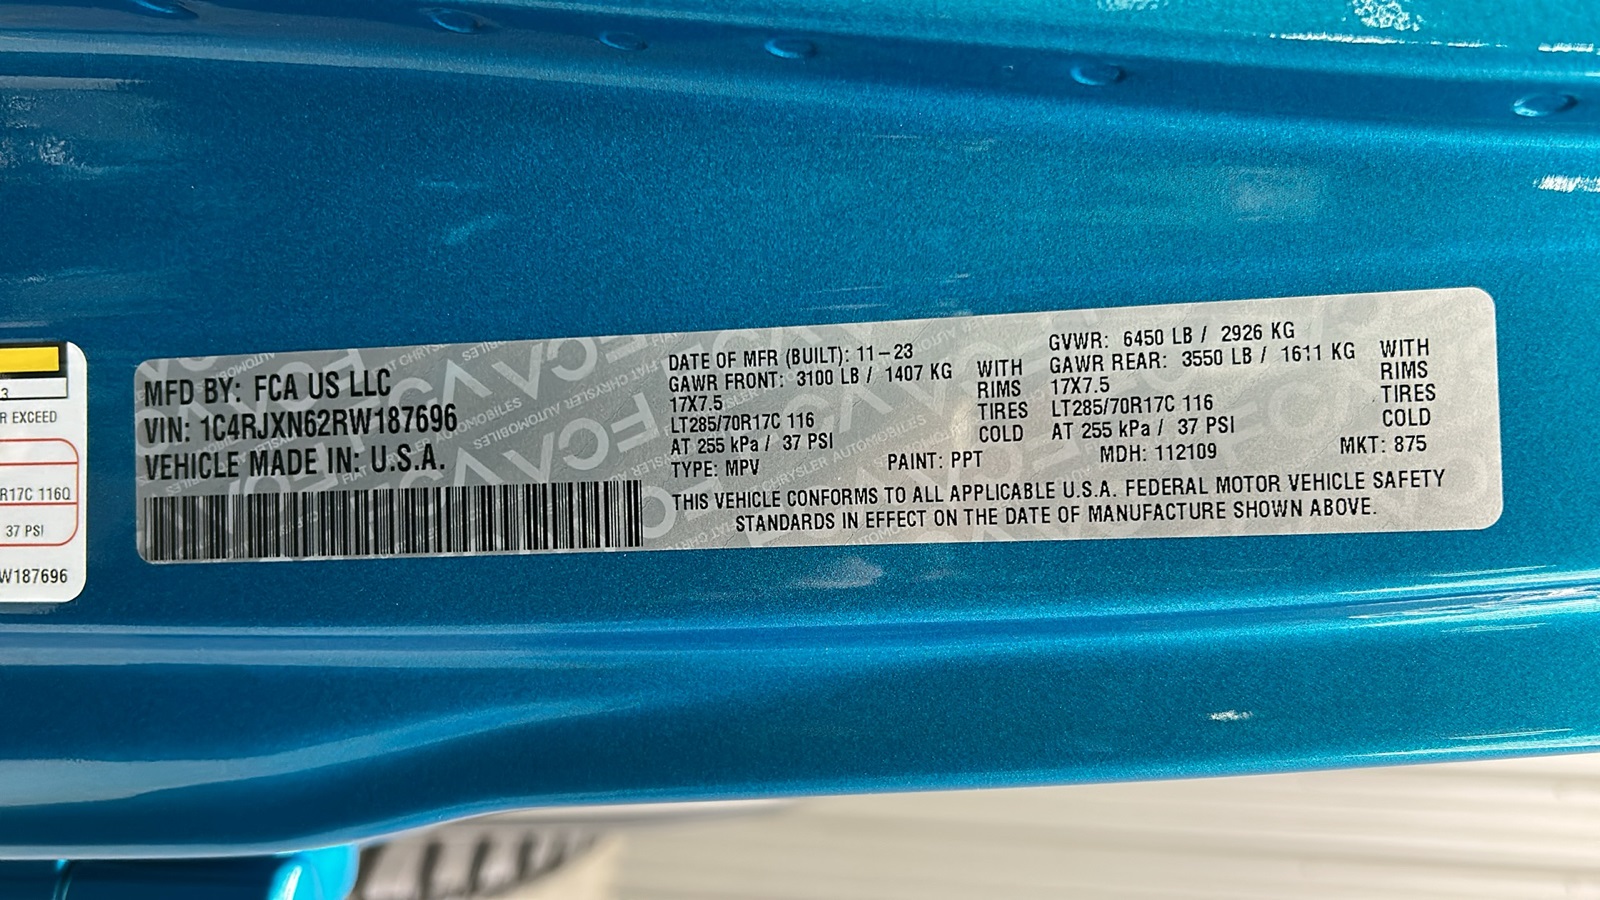 3
R EXCEED
R17C 116Q
37 PSI
W187696
MFD BY: FCA US LLC
VIN: 1C4RJXN62RW187696
VEHICLE MADE IN: U.S.A.
DATE OF MFR (BUILT): 11-23
GAWR FRONT: 3100 LB / 1407 KG WITH
17X7.5 RIMS
LT285/70R17C 116 TIRES
AT 255 kPa / 37 PSI COLD
TYPE: MPV PAINT: PPT
GVWR: 6450 LB / 2926 KG
GAWR REAR: 3550 LB / 1611 KG WITH
17X7.5 RIMS
LT285/70R17C 116 TIRES
AT 255 kPa / 37 PSI COLD
MDH: 112109 MKT: 875
THIS VEHICLE CONFORMS TO ALL APPLICABLE U.S.A. FEDERAL MOTOR VEHICLE SAFETY
STANDARDS IN EFFECT ON THE DATE OF MANUFACTURE SHOWN ABOVE.